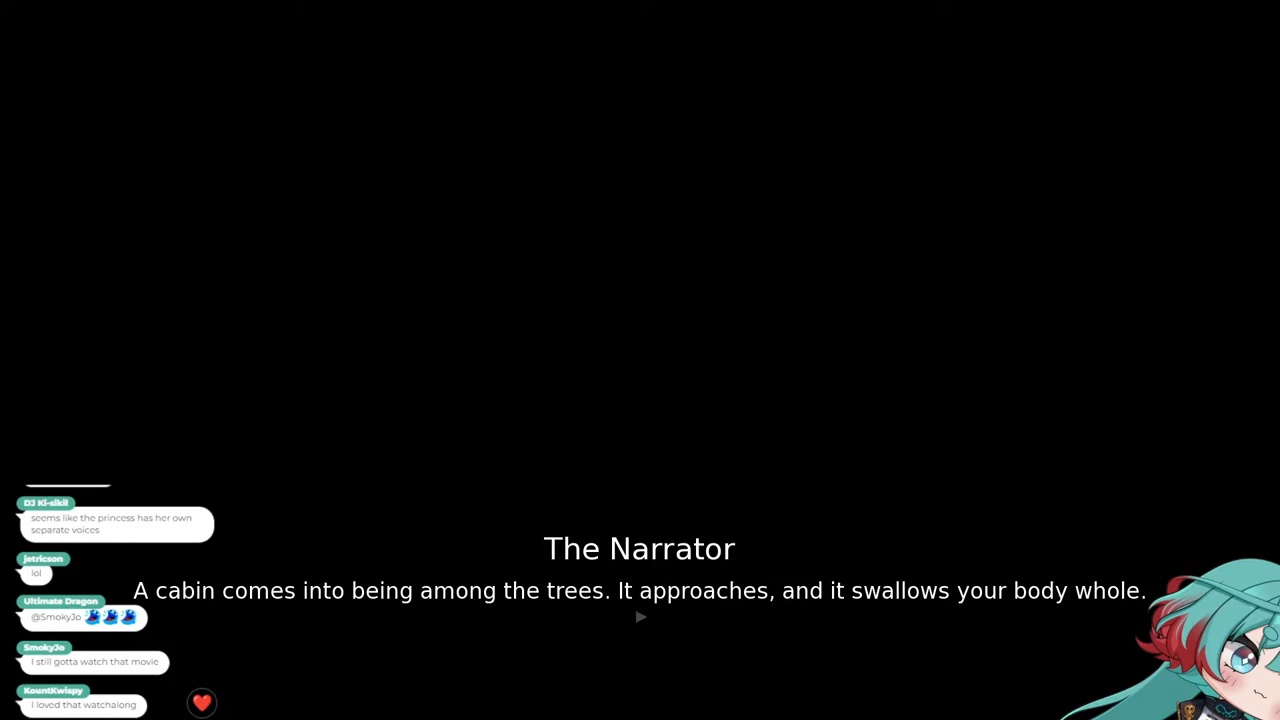 DJ Ki-sikil
seems like the princess has her own
separate voices
jetricson
lol
Ultimate Dragon
@SmokyJo
SmokyJo
I still gotta watch that movie
KountKwispy
I loved that watchalong
The Narrator
A cabin comes into being among the trees. It approaches, and it swallows your body whole.